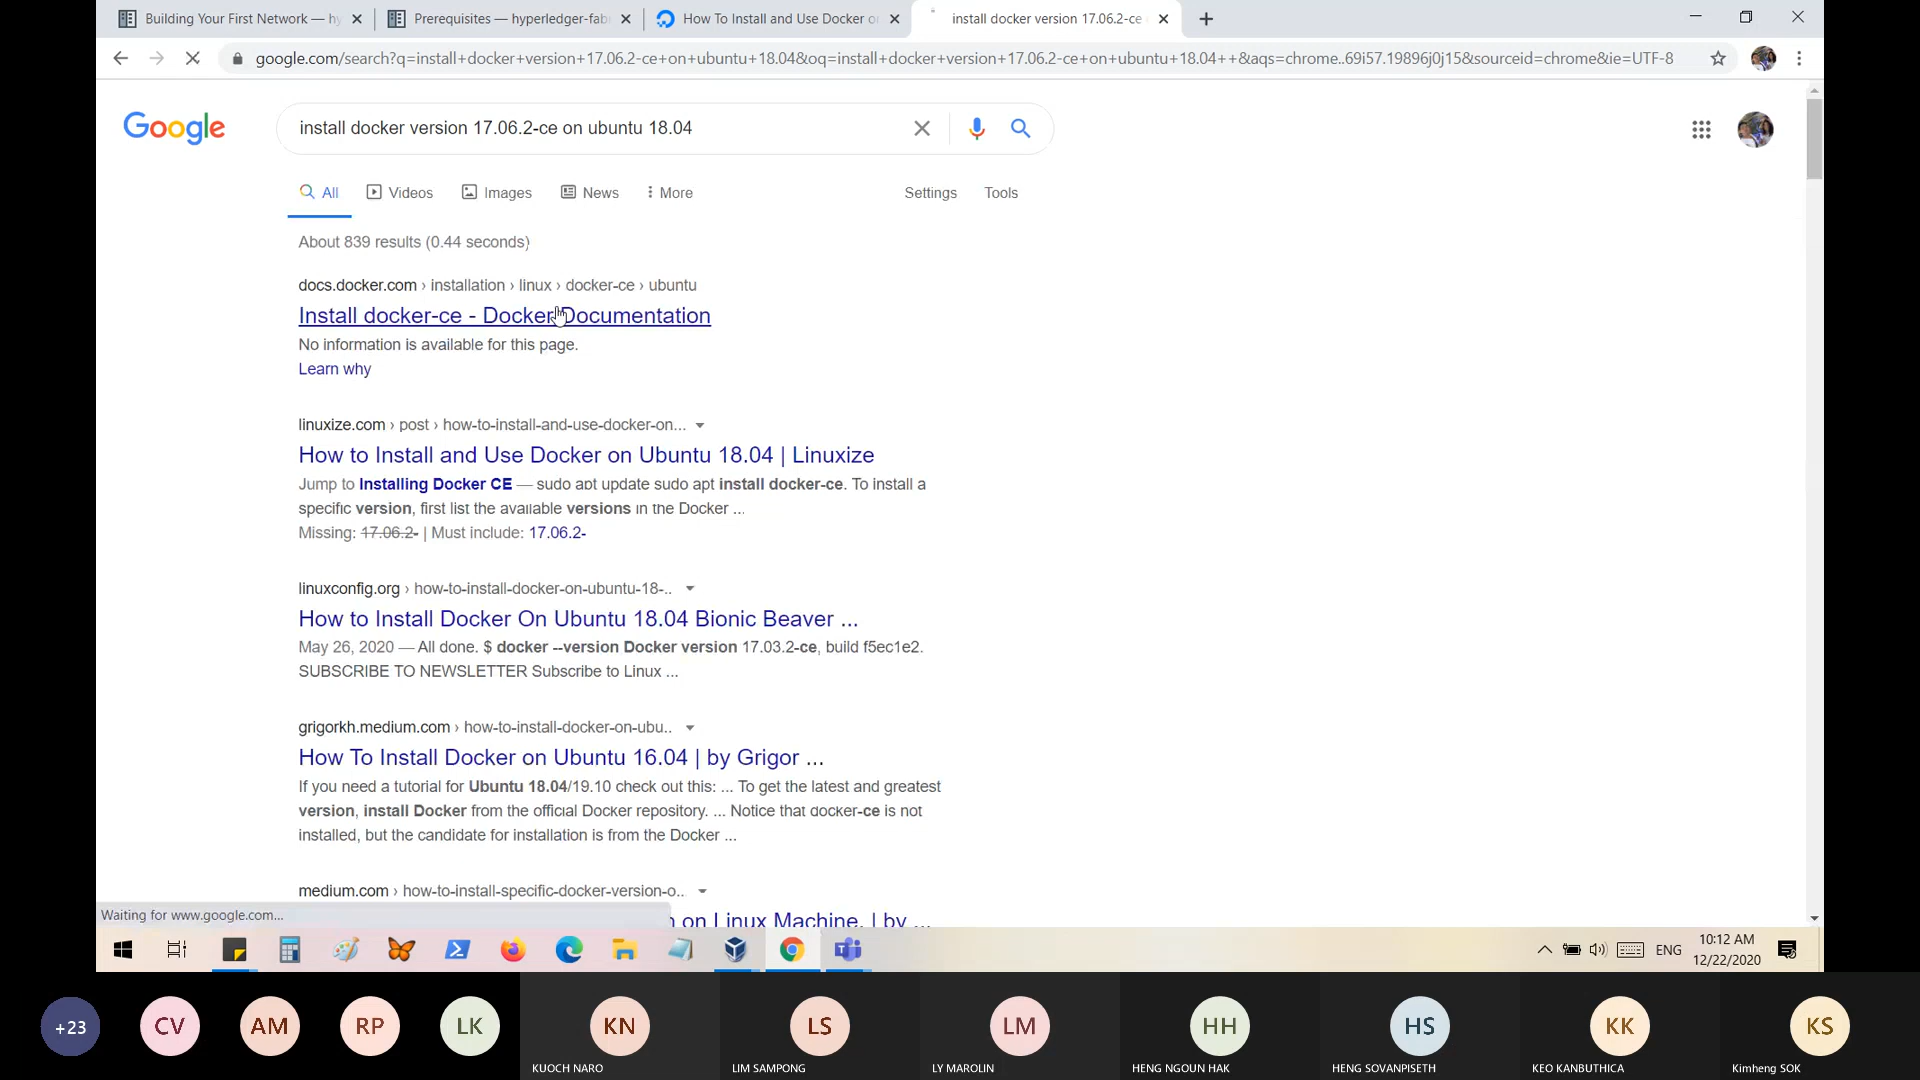 Building Your First Network — hy
Prerequisites — hyperledger-fabr
How To Install and Use Docker o
install docker version 17.06.2-ce
google.com/search?q=install+docker+version+17.06.2-ce+on+ubuntu+18.04&oq=install+docker+version+17.06.2-ce+on+ubuntu+18.04++&aqs=chrome..69i57.19896j0j15&sourceid=chrome&ie=UTF-8
Google
install docker version 17.06.2-ce on ubuntu 18.04
All
Videos
Images
News
More
Settings
Tools
About 839 results (0.44 seconds)
docs.docker.com › installation › linux › docker-ce › ubuntu
Install docker-ce - Docker Documentation
No information is available for this page.
Learn why
linuxize.com › post › how-to-install-and-use-docker-on...
How to Install and Use Docker on Ubuntu 18.04 | Linuxize
Jump to Installing Docker CE — sudo apt update sudo apt install docker-ce. To install a
specific version, first list the available versions in the Docker ...
Missing: 17.06.2- | Must include: 17.06.2-
linuxconfig.org › how-to-install-docker-on-ubuntu-18-..
How to Install Docker On Ubuntu 18.04 Bionic Beaver ...
May 26, 2020 — All done. $ docker --version Docker version 17.03.2-ce, build f5ec1e2.
SUBSCRIBE TO NEWSLETTER Subscribe to Linux ...
grigorkh.medium.com › how-to-install-docker-on-ubu..
How To Install Docker on Ubuntu 16.04 | by Grigor ...
If you need a tutorial for Ubuntu 18.04/19.10 check out this: ... To get the latest and greatest
version, install Docker from the official Docker repository. ... Notice that docker-ce is not
installed, but the candidate for installation is from the Docker ...
medium.com › how-to-install-specific-docker-version-o..
on Linux Machine. | by ...
Waiting for www.google.com...
ENG
10:12 AM
12/22/2020
+23
CV
AM
RP
LK
KN
LS
LM
HH
HS
KK
KS
KUOCH NARO
LIM SAMPONG
LY MAROLIN
HENG NGOUN HAK
HENG SOVANPISETH
KEO KANBUTHICA
Kimheng SOK